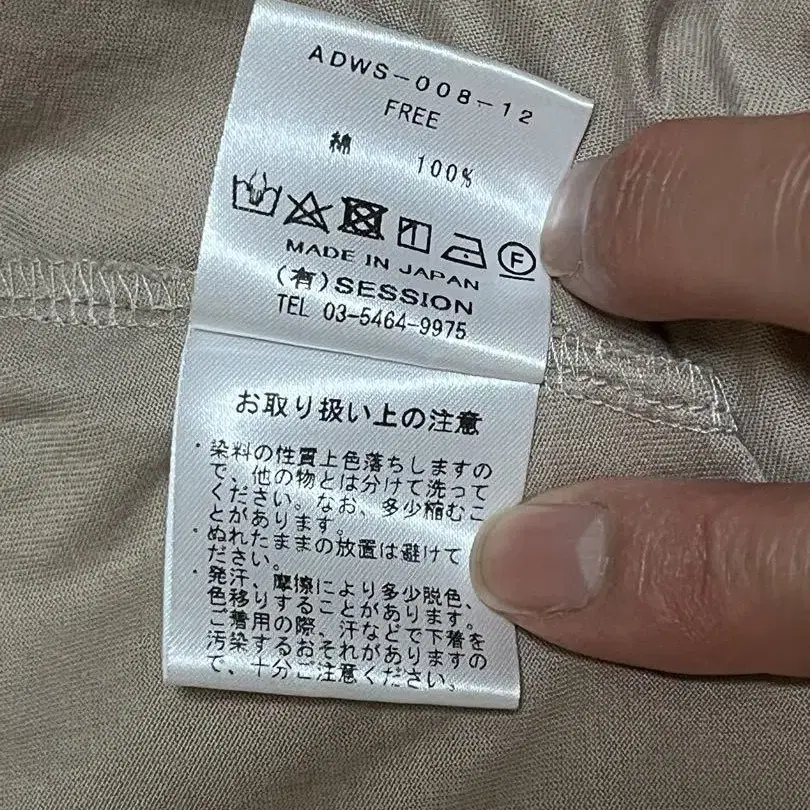 ADWS-008-12
FREE
綿 100%
F
MADE IN JAPAN
(有)SESSION
TEL 03-5464-9975
お取り扱い上の注意
・染料の性質上色落ちしますの
で、他の物とは分けて洗って
ください。なお、多少縮むこ
とがあります。
・ぬれたままの放置は避けて
ださい。
・発汗、摩擦により多少脱色、
色移りすることがあります。
ご着用の際、汗などで下着を
汚染するおそれがありますの
で、十分ご注意ください。